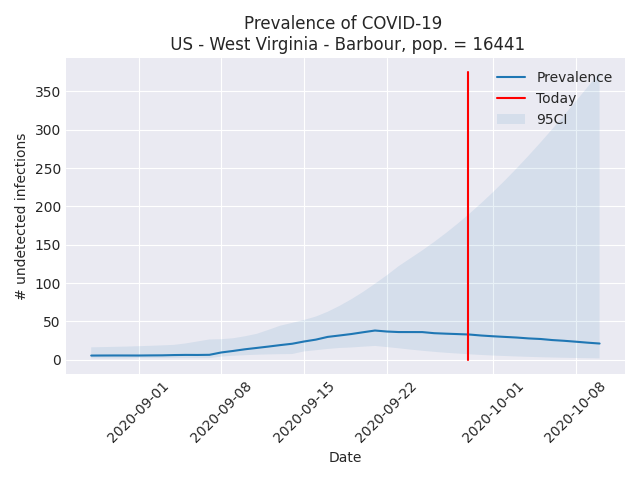 Prevalence of COVID-19
US - West Virginia - Barbour, pop. = 16441
Prevalence
Today
95CI
350
300
250
200
150
100
50
0
# undetected infections
2020-09-01
2020-09-08
2020-09-15
2020-09-22
2020-10-01
2020-10-08
Date